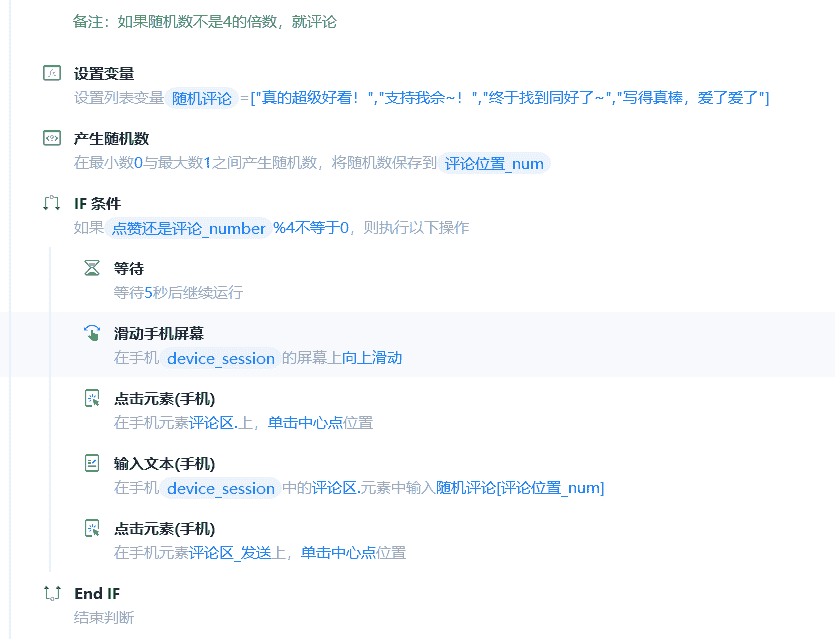 备注：如果随机数不是4的倍数，就评论
设置变量
设置列表变量 随机评论 =["真的超级好看！","支持我余~！","终于找到同好了~","写得真棒，爱了爱了"]
产生随机数
在最小数0与最大数1之间产生随机数，将随机数保存到 评论位置_num
IF 条件
如果 点赞还是评论_number %4不等于0，则执行以下操作
等待
等待5秒后继续运行
滑动手机屏幕
在手机 device_session 的屏幕上向上滑动
点击元素(手机)
在手机元素评论区.上，单击中心点位置
输入文本(手机)
在手机 device_session 中的评论区.元素中输入随机评论[评论位置_num]
点击元素(手机)
在手机元素评论区_发送上，单击中心点位置
End IF
结束判断